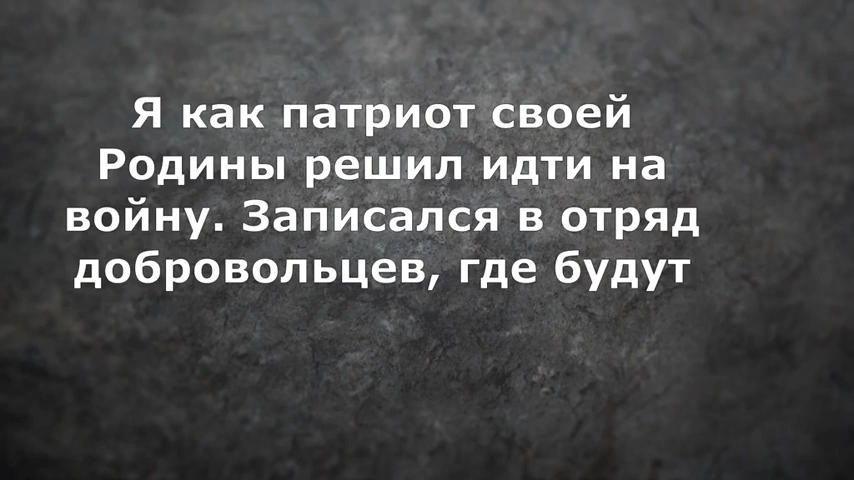 Я как патриот своей
Родины решил идти на
войну. Записался в отряд
добровольцев, где будут